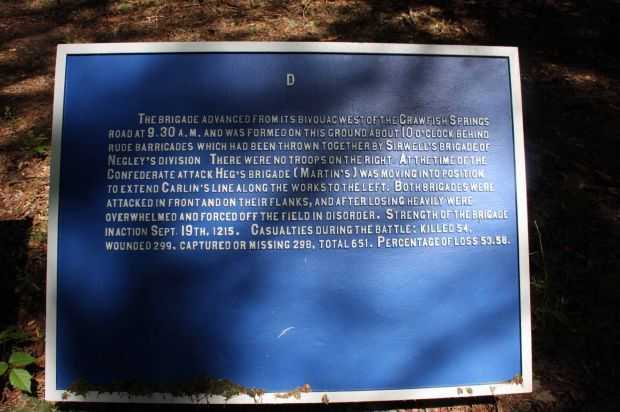 D
THE BRIGADE ADVANCED FROM ITS BIVOUAC WEST OF THE CRAWFISH SPRINGS
ROAD AT 9.30 A.M. AND WAS FORMED ON THIS GROUND ABOUT 10 O'CLOCK BEHIND
RUDE BARRICADES WHICH HAD BEEN THROWN TOGETHER BY SIRWELL'S BRIGADE OF
NEGLEY'S DIVISION THERE WERE NO TROOPS ON THE RIGHT. AT THE TIME OF THE
CONFEDERATE ATTACK HEG'S BRIGADE (MARTIN'S) WAS MOVING INTO POSITION
TO EXTEND CARLIN'S LINE ALONG THE WORKS TO THE LEFT. BOTH BRIGADES WERE
ATTACKED IN FRONT AND ON THEIR FLANKS, AND AFTER LOSING HEAVILY WERE
OVERWHELMED AND FORCED OFF THE FIELD IN DISORDER. STRENGTH OF THE BRIGADE
IN ACTION SEPT. 19TH, 1215. CASUALTIES DURING THE BATTLE: KILLED 54,
WOUNDED 299, CAPTURED OR MISSING 298, TOTAL 651. PERCENTAGE OF LOSS 53.58.